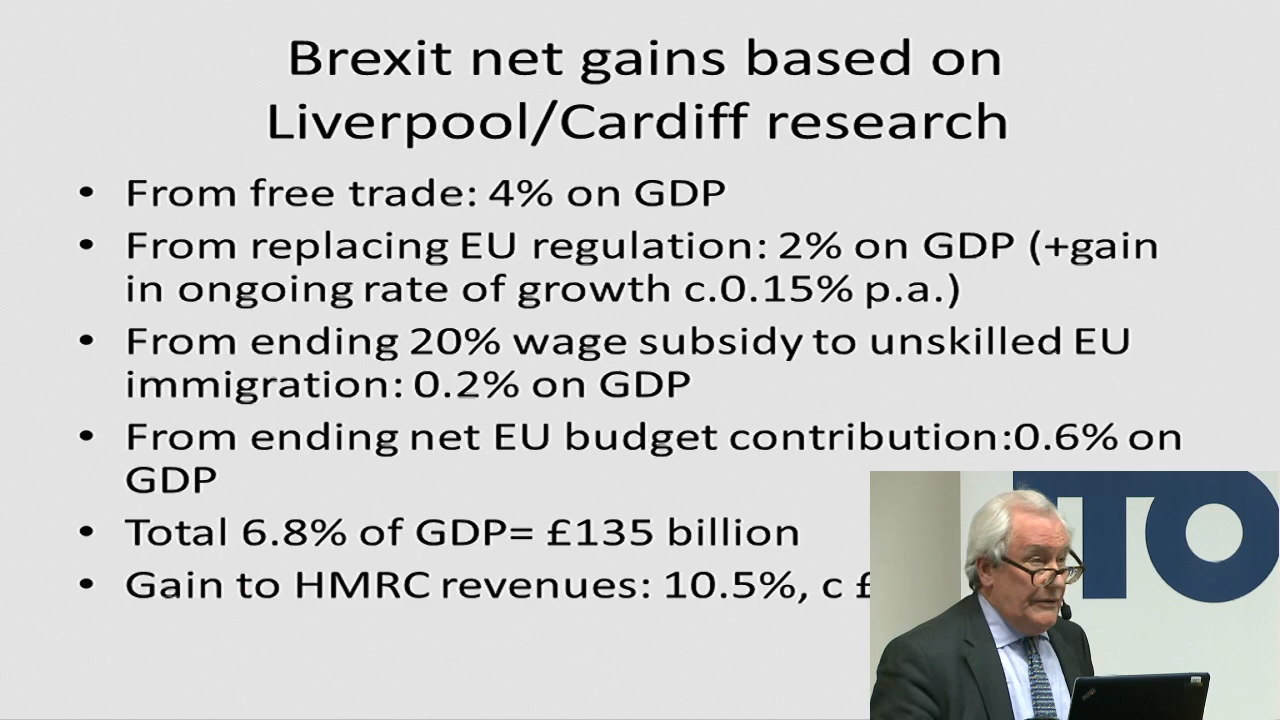 Brexit net gains based on
Liverpool/Cardiff research
• From free trade: 4% on GDP
• From replacing EU regulation: 2% on GDP (+gain
in ongoing rate of growth c.0.15% p.a.)
• From ending 20% wage subsidy to unskilled EU
immigration: 0.2% on GDP
• From ending net EU budget contribution:0.6% on
GDP
• Total 6.8% of GDP= £135 billion
• Gain to HMRC revenues: 10.5%, c £
TO